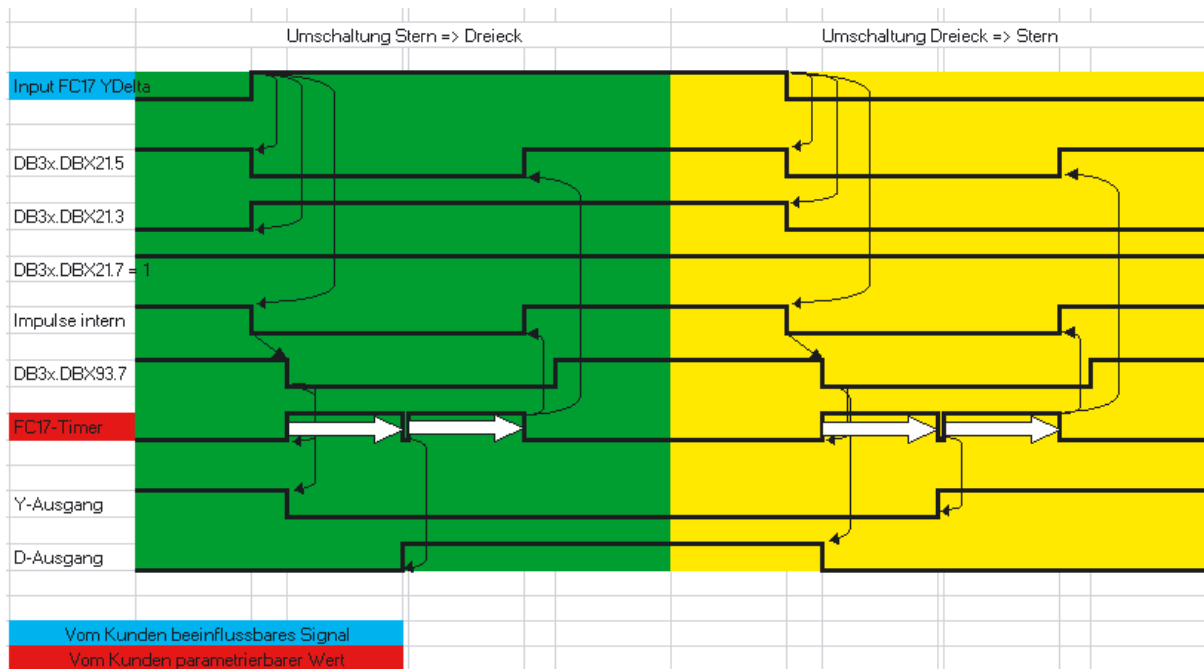 Umschaltung Stern => Dreieck
Umschaltung Dreieck => Stern
Input FC17 YDelta
DB3x.DBX21.5
DB3x.DBX21.3
DB3x.DBX21.7 = 1
Impulse intern
DB3x.DBX93.7
FC17-Timer
Y-Ausgang
D-Ausgang
Vom Kunden beeinflussbares Signal
Vom Kunden parametrierbarer Wert